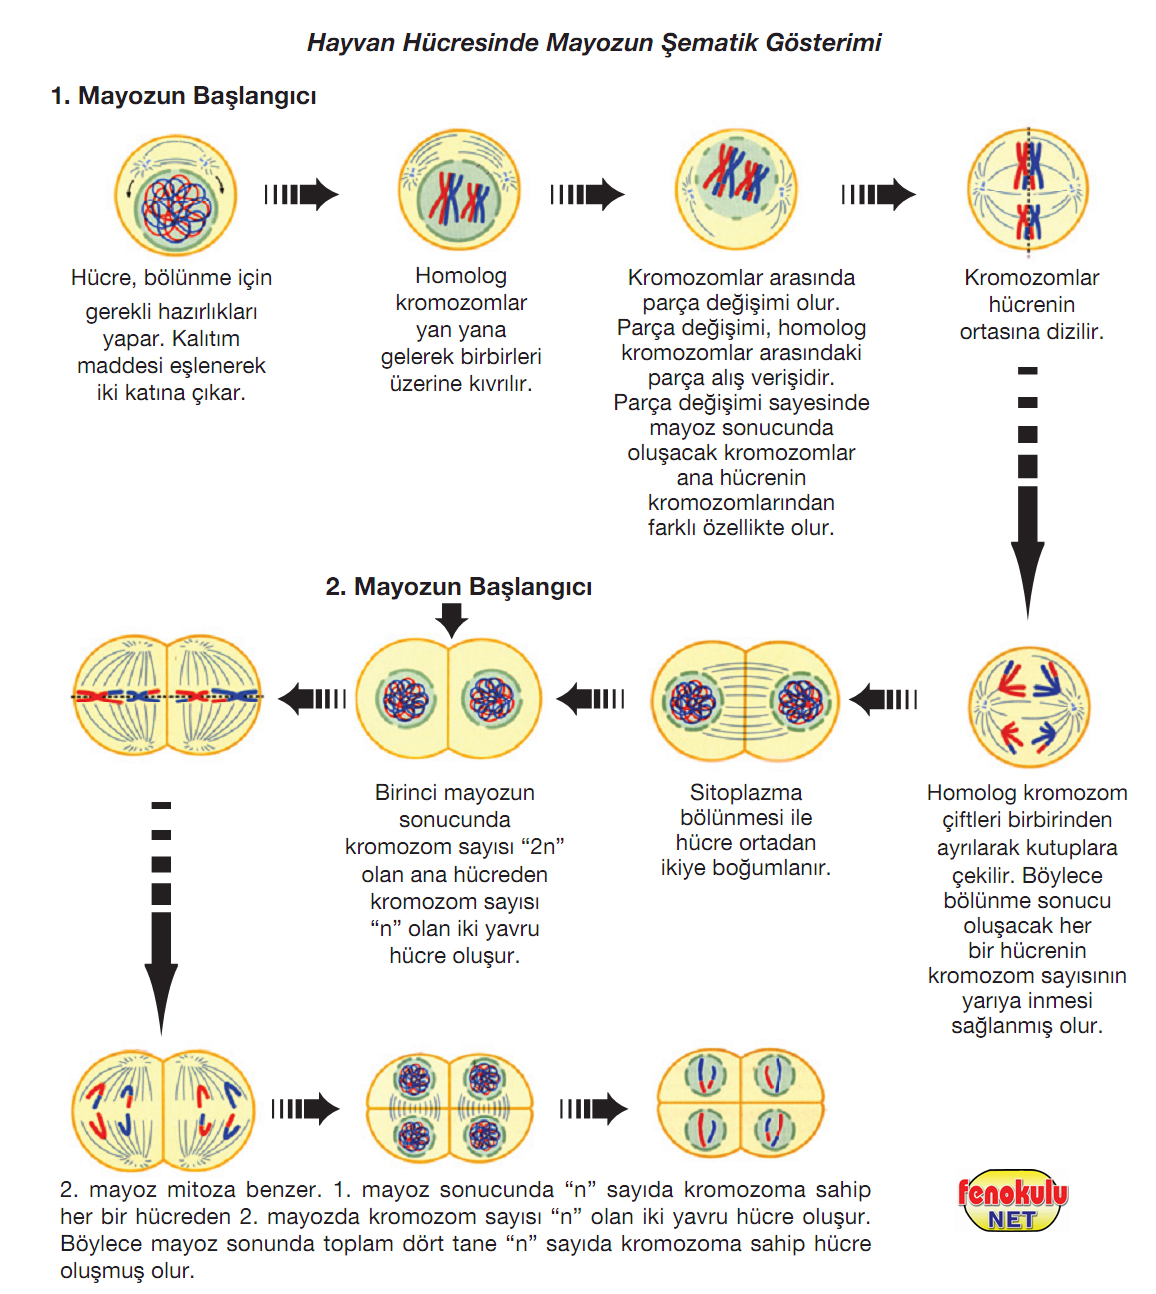 Hayvan Hücresinde Mayozun Şematik Gösterimi
1. Mayozun Başlangıcı
Hücre, bölünme için
gerekli hazırlıkları
yapar. Kalıtım
maddesi eşlenerek
iki katına çıkar.
Homolog
kromozomlar
yan yana
gelerek birbirleri
üzerine kıvrılır.
Kromozomlar arasında
parça değişimi olur.
Parça değişimi, homolog
kromozomlar arasındaki
parça alış verişidir.
Parça değişimi sayesinde
mayoz sonucunda
oluşacak kromozomlar
ana hücrenin
kromozomlarından
farklı özellikte olur.
Kromozomlar
hücrenin
ortasına dizilir.
Homolog kromozom
çiftleri birbirinden
ayrılarak kutuplara
çekilir. Böylece
bölünme sonucu
oluşacak her
bir hücrenin
kromozom sayısının
yarıya inmesi
sağlanmış olur.
Sitoplazma
bölünmesi ile
hücre ortadan
ikiye boğumlanır.
2. Mayozun Başlangıcı
Birinci mayozun
sonucunda
kromozom sayısı “2n”
olan ana hücreden
kromozom sayısı
“n” olan iki yavru
hücre oluşur.
2. mayoz mitoza benzer. 1. mayoz sonucunda “n” sayıda kromozoma sahip
her bir hücreden 2. mayozda kromozom sayısı “n” olan iki yavru hücre oluşur.
Böylece mayoz sonunda toplam dört tane “n” sayıda kromozoma sahip hücre
oluşmuş olur.
fenokulu
NET